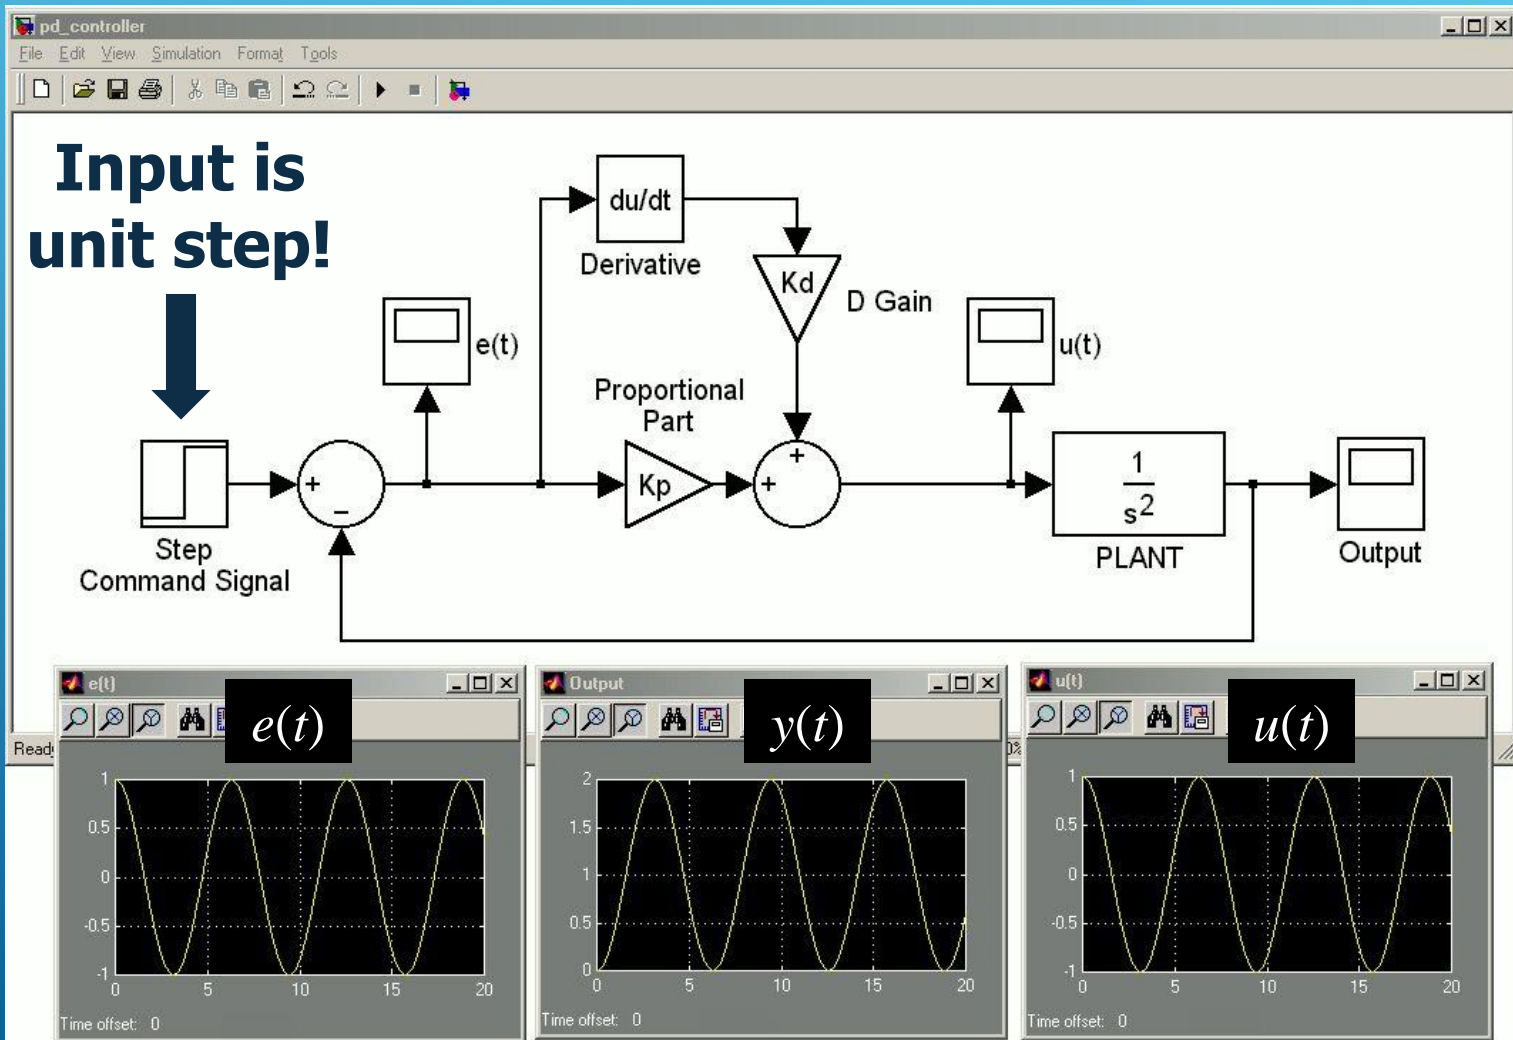 pd_controller
File Edit View Simulation Format Tools
Input is
unit step!
du/dt
Derivative
Kd
D Gain
e(t)
u(t)
Proportional
Part
+
+
+
−
Kp
1
s2
PLANT
Step
Command Signal
Output
e(t)
e(t)
1
0.5
0
-0.5
-1
0 5 10 15 20
Time offset: 0
Output
y(t)
2
1.5
1
0.5
0
0 5 10 15 20
Time offset: 0
u(t)
u(t)
1
0.5
0
-0.5
-1
0 5 10 15 20
Time offset: 0